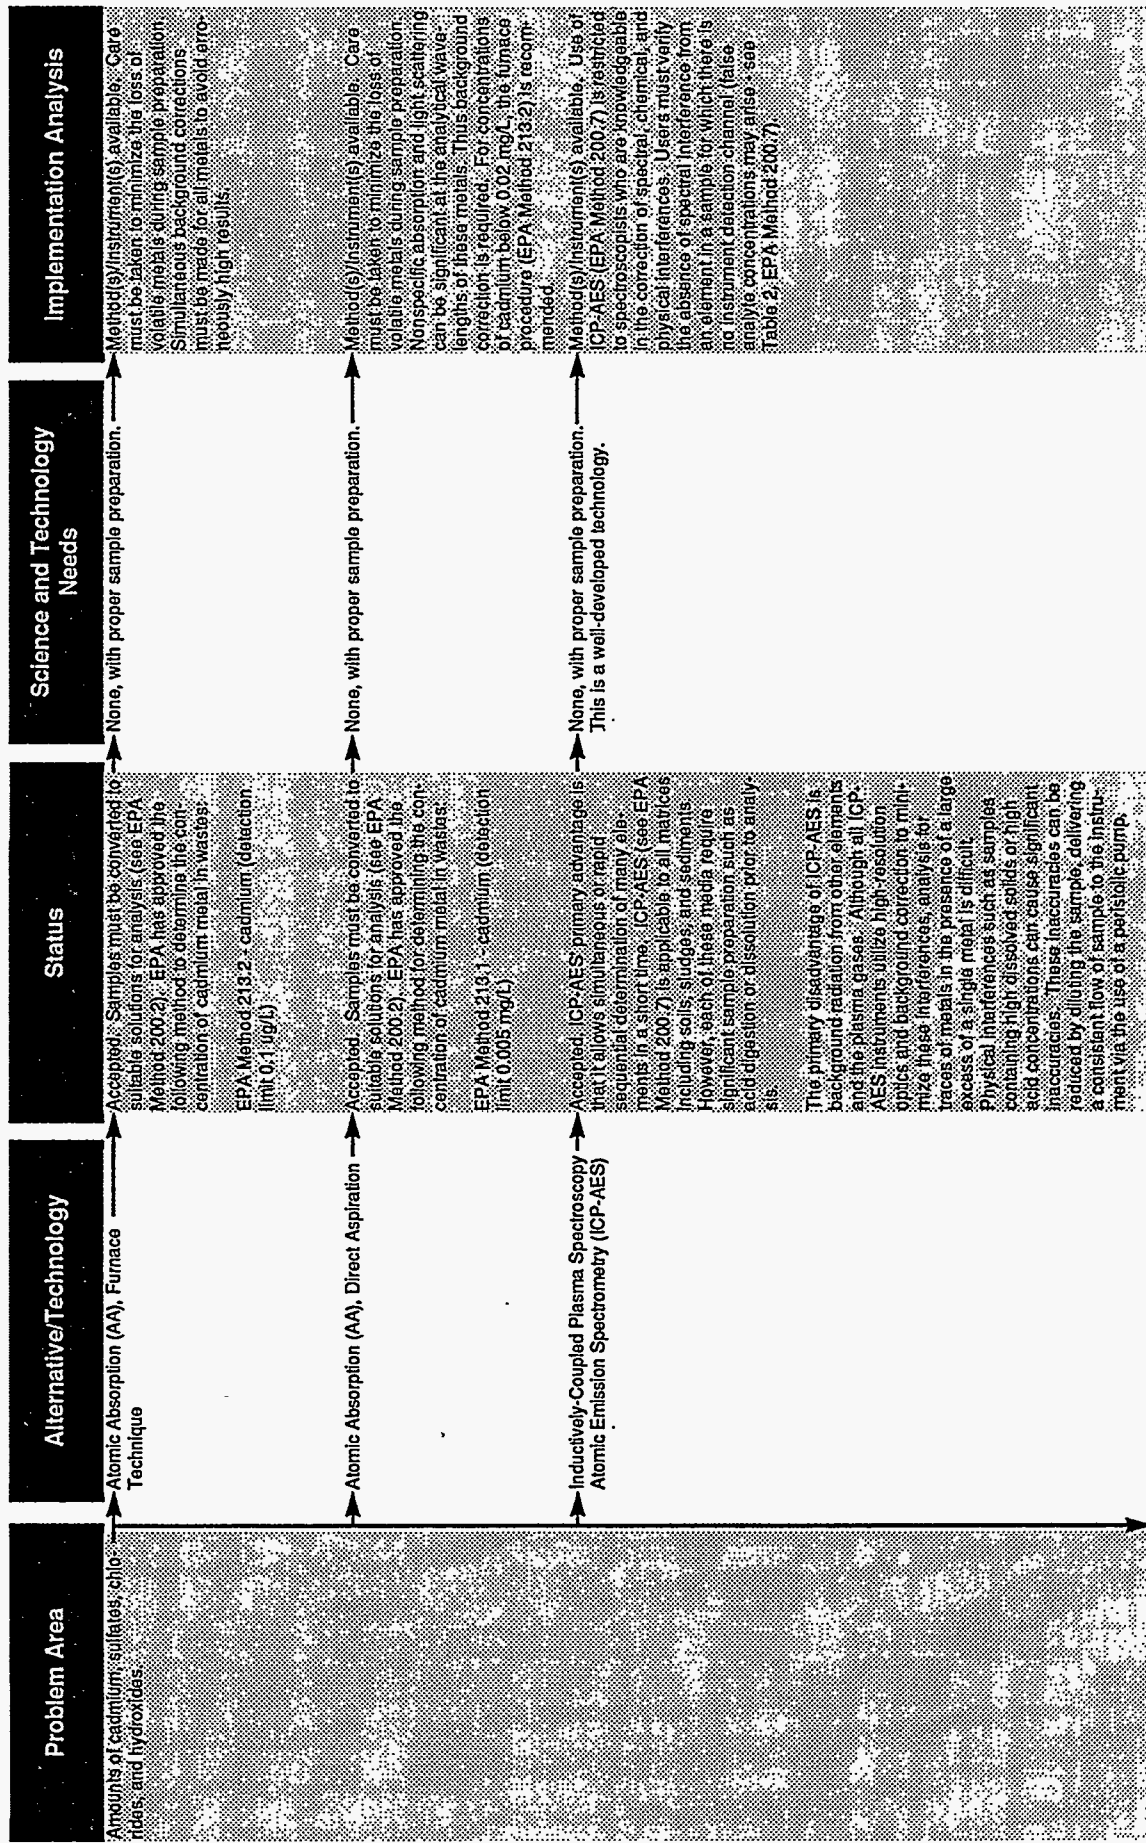 Problem Area
Alternative/Technology
Status
Science and Technology
Needs
Implementation Analysis
Amounts of cadmium, sulfates, chlo-
rides, and hydroxides.
Atomic Absorption (AA), Furnace
Technique
Accepted: Samples must be converted to
suitable solutions for analysis (see EPA
Method 200.2). EPA has approved the
following method to determine the con-
centration of cadmium metal in wastes:
EPA Method 213.2 - cadmium (detection
limit 0.1 ug/L)
None, with proper sample preparation.
Method(s)/instrument(s) available. Care
must be taken to minimize the loss of
volatile metals during sample preparation.
Simultaneous background corrections
must be made for all metals to avoid erro-
neously high results.
Atomic Absorption (AA), Direct Aspiration
Accepted: Samples must be converted to
suitable solutions for analysis (see EPA
Method 200.2). EPA has approved the
following method for determining the con-
centration of cadmium metal in wastes:
EPA Method 213.1 - cadmium (detection
limit 0.005 mg/L)
None, with proper sample preparation.
Method(s)/instrument(s) available. Care
must be taken to minimize the loss of
volatile metals during sample preparation.
Nonspecific absorption and light scattering
can be significant at the analytical wave-
lengths of these metals. Thus background
correction is required. For concentrations
of cadmium below 0.02 mg/L, the furnace
procedure (EPA Method 213.2) is recom-
mended.
Inductively-Coupled Plasma Spectroscopy
Atomic Emission Spectrometry (ICP-AES)
Accepted: ICP-AES' primary advantage is
that it allows simultaneous or rapid
sequential determination of many ele-
ments in a short time. ICP-AES (see EPA
Method 200.7) is applicable to all matrices
including soils, sludges, and sediments.
However, each of these media require
significant sample preparation such as
acid digestion or dissolution prior to analy-
sis.
The primary disadvantage of ICP-AES is
background radiation from other elements
and the plasma gases. Although all ICP-
AES instruments utilize high-resolution
optics and background correction to mini-
mize these interferences, analysis for
traces of metals in the presence of a large
excess of a single metal is difficult.
Physical interferences such as samples
containing high dissolved solids or high
acid concentrations can cause significant
inaccuracies. These inaccuracies can be
reduced by diluting the sample, delivering
a consistent flow of sample to the instru-
ment via the use of a peristolic pump.
None, with proper sample preparation.
This is a well-developed technology.
Method(s)/instrument(s) available. Use of
ICP-AES (EPA Method 200.7) is restricted
to spectroscopists who are knowledgeable
in the correction of spectral, chemical, and
physical interferences. Users must verify
the absence of spectral interference from
an element in a sample for which there is
no instrument detection channel (false
analyte concentrations may arise - see
Table 2, EPA Method 200.7).